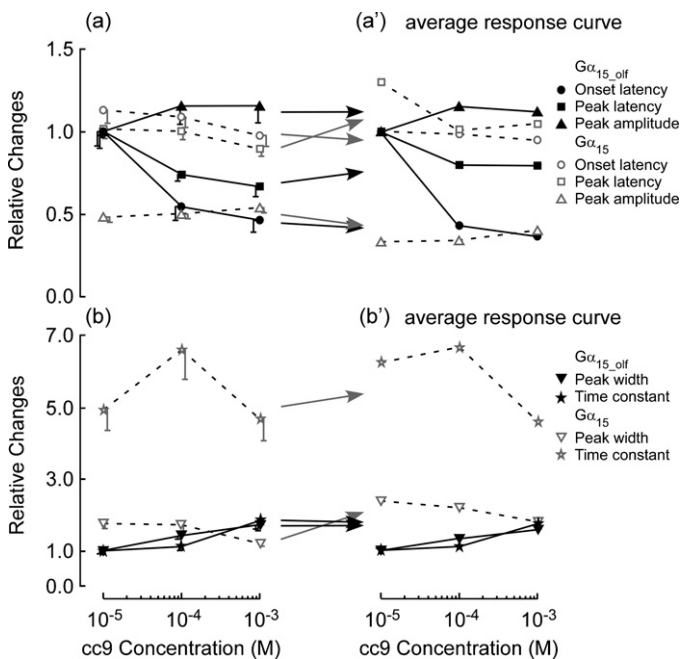 (a)
(a')
average response curve
1.5
1.0
0.5
0.0
Relative Changes
Gα15_olf
Onset latency
Peak latency
Peak amplitude
Gα15
Onset latency
Peak latency
Peak amplitude
(b)
(b')
average response curve
7.0
5.0
3.0
1.0
0.0
Relative Changes
Gα15_olf
Peak width
Time constant
Gα15
Peak width
Time constant
10-5 10-4 10-3
10-5 10-4 10-3
cc9 Concentration (M)
cc9 Concentration (M)